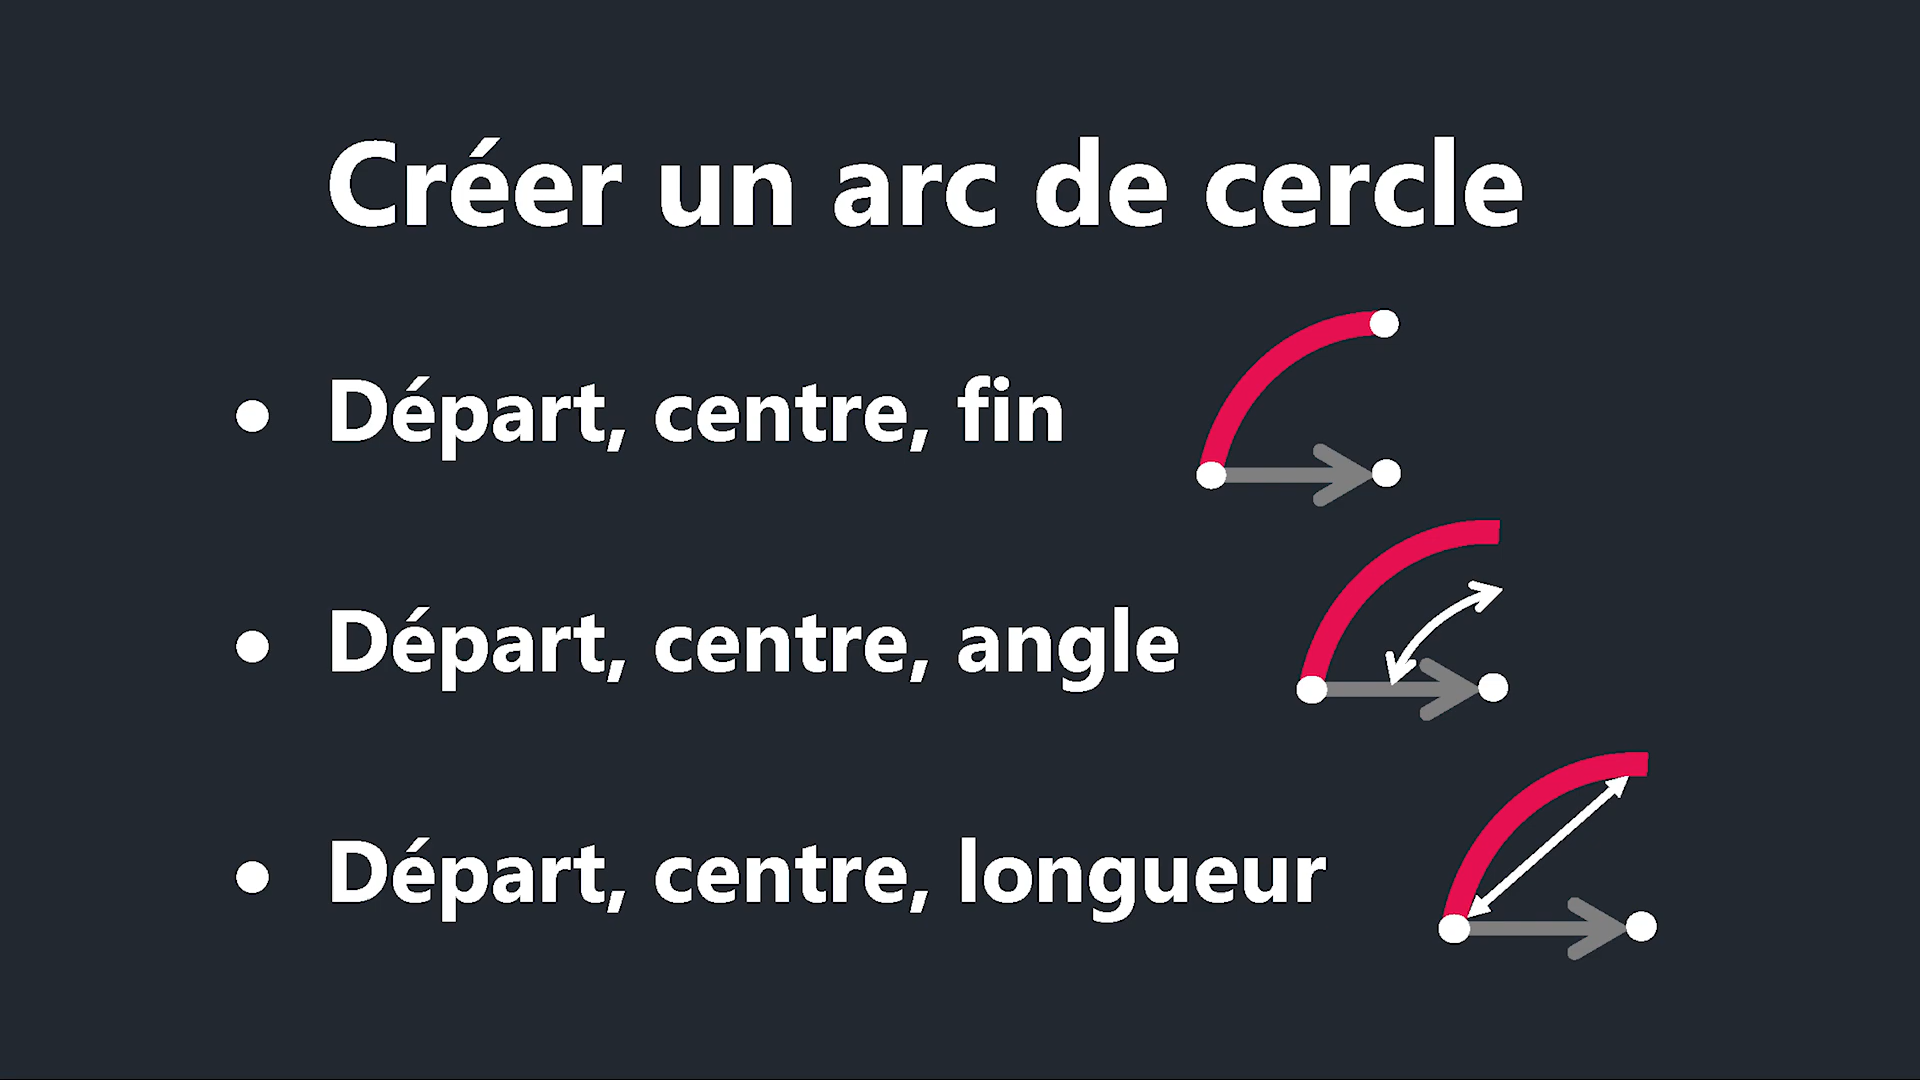 Créer un arc de cercle
• Départ, centre, fin
• Départ, centre, angle
• Départ, centre, longueur